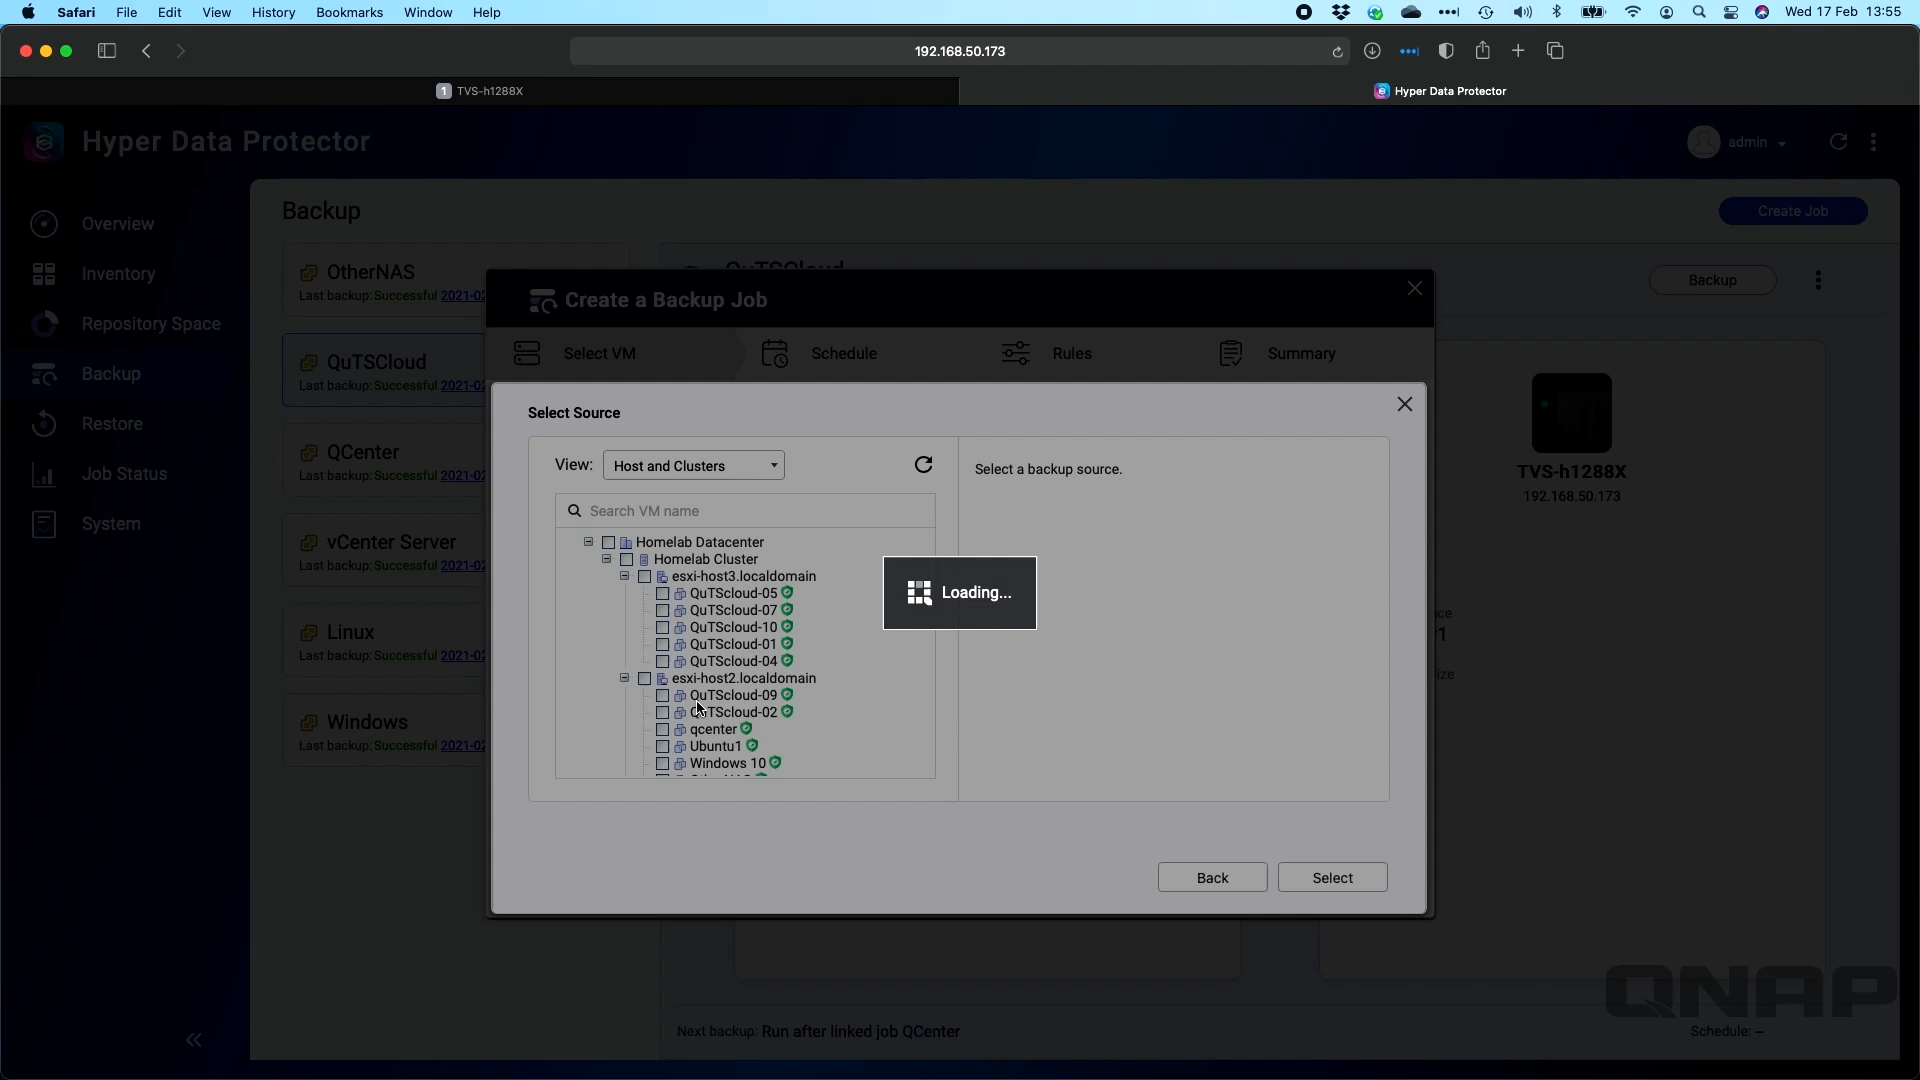 Safari File Edit View History Bookmarks Window Help Wed 17 Feb 13:55
192.168.50.173
1 TVS-h1288X
Hyper Data Protector
Hyper Data Protector
admin
Overview
Inventory
Repository Space
Backup
Restore
Job Status
System
Backup
Create Job
OtherNAS
Last backup: Successful
QuTSCloud
Last backup: Successful
QCenter
Last backup: Successful
vCenter Server
Last backup: Successful
Linux
Last backup: Successful
Windows
Last backup: Successful
QuTSCloud
Backup
TVS-h1288X
192.168.50.173
Create a Backup Job
Select VM
Schedule
Rules
Summary
Select Source
View: Host and Clusters
Search VM name
Homelab Datacenter
Homelab Cluster
esxi-host3.localdomain
QuTScloud-05
QuTScloud-07
QuTScloud-10
QuTScloud-01
QuTScloud-04
esxi-host2.localdomain
QuTScloud-09
QuTScloud-02
qcenter
Ubuntu1
Windows 10
Select a backup source.
Loading...
Back
Select
Next backup: Run after linked job QCenter
Schedule: –
QNAP